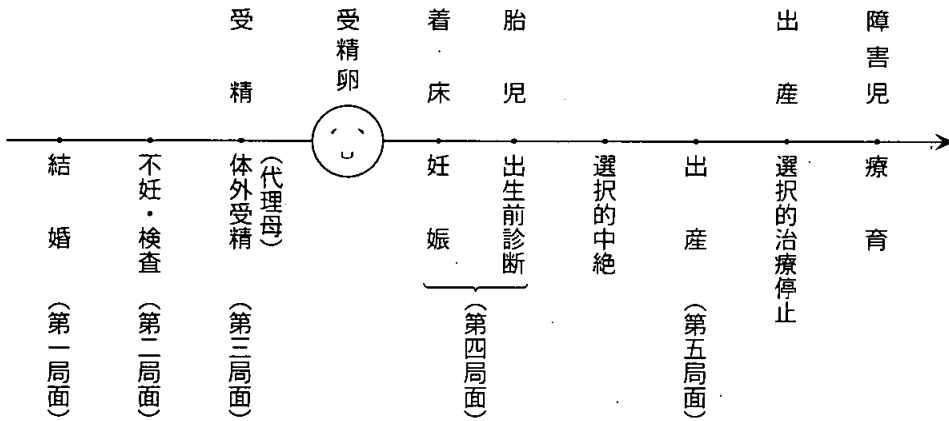 受精
受精卵
着床
胎児
出産
障害児
結婚（第一局面）
不妊・検査（第二局面）
体外受精（第三局面）
（代理母）
妊娠
出生前診断
（第四局面）
選択的中絶
出産（第五局面）
選択的治療停止
療育